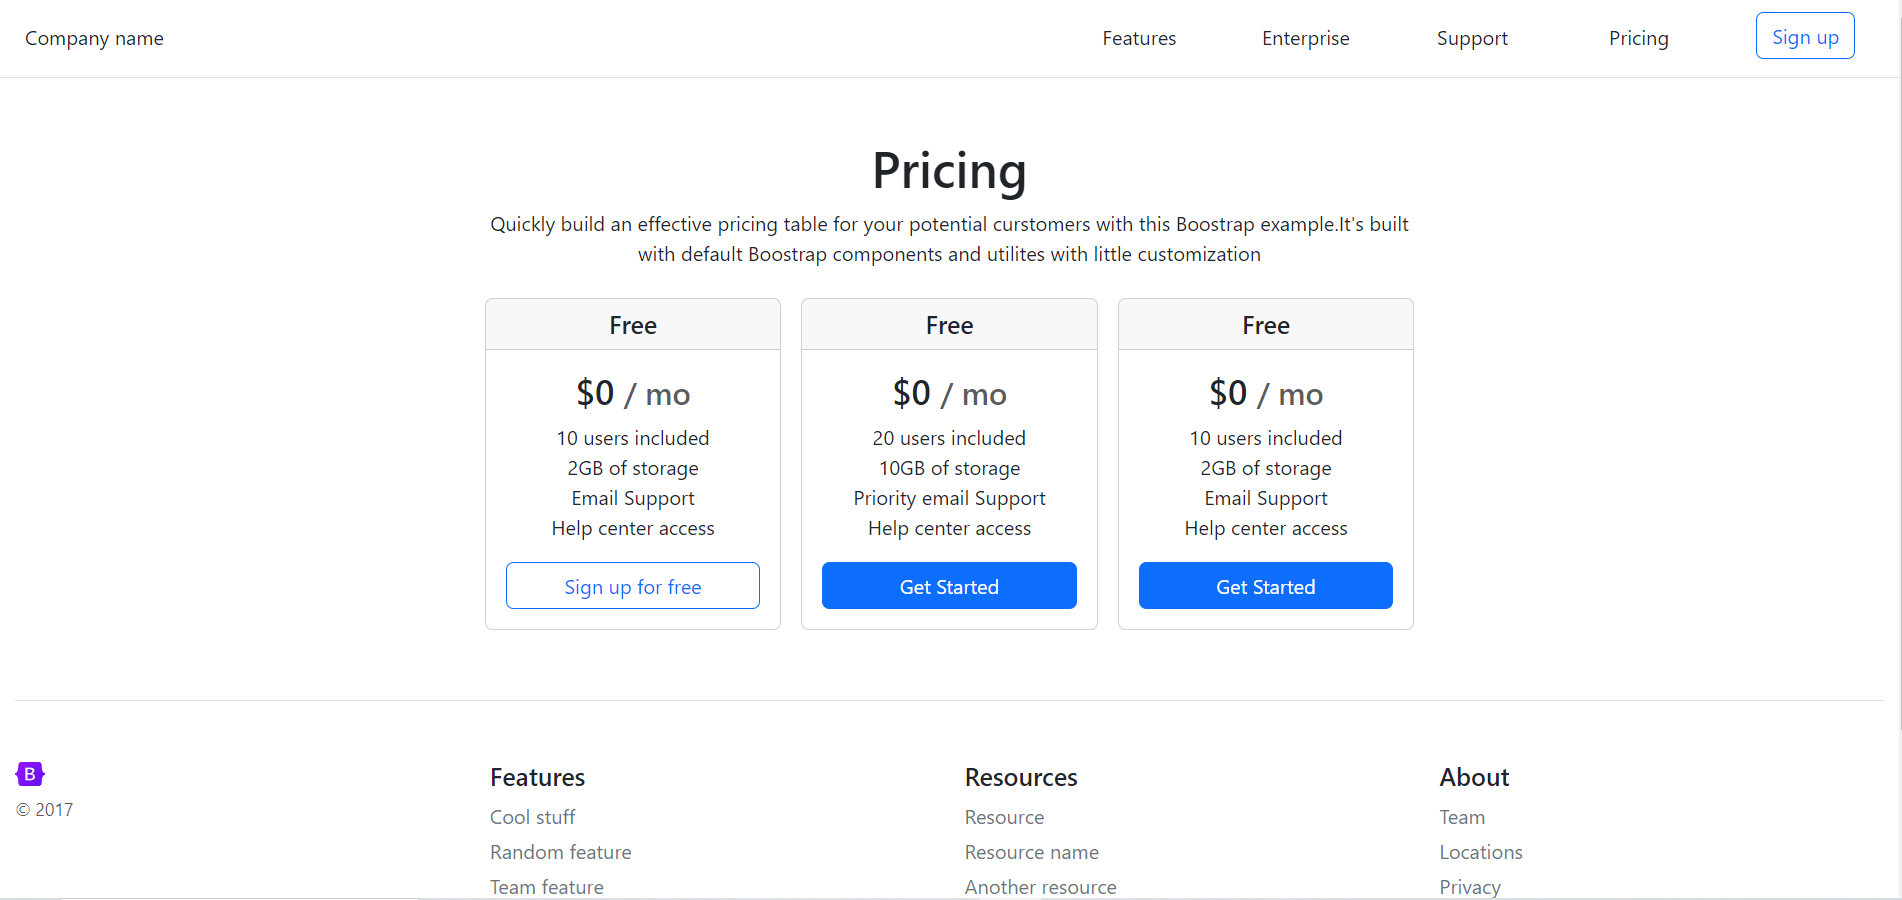 Company name
Features
Enterprise
Support
Pricing
Sign up
Pricing
Quickly build an effective pricing table for your potential curstomers with this Boostrap example.It's built
with default Boostrap components and utilites with little customization
Free
$0 / mo
10 users included
2GB of storage
Email Support
Help center access
Sign up for free
Free
$0 / mo
20 users included
10GB of storage
Priority email Support
Help center access
Get Started
Free
$0 / mo
10 users included
2GB of storage
Email Support
Help center access
Get Started
B
© 2017
Features
Cool stuff
Random feature
Team feature
Resources
Resource
Resource name
Another resource
About
Team
Locations
Privacy